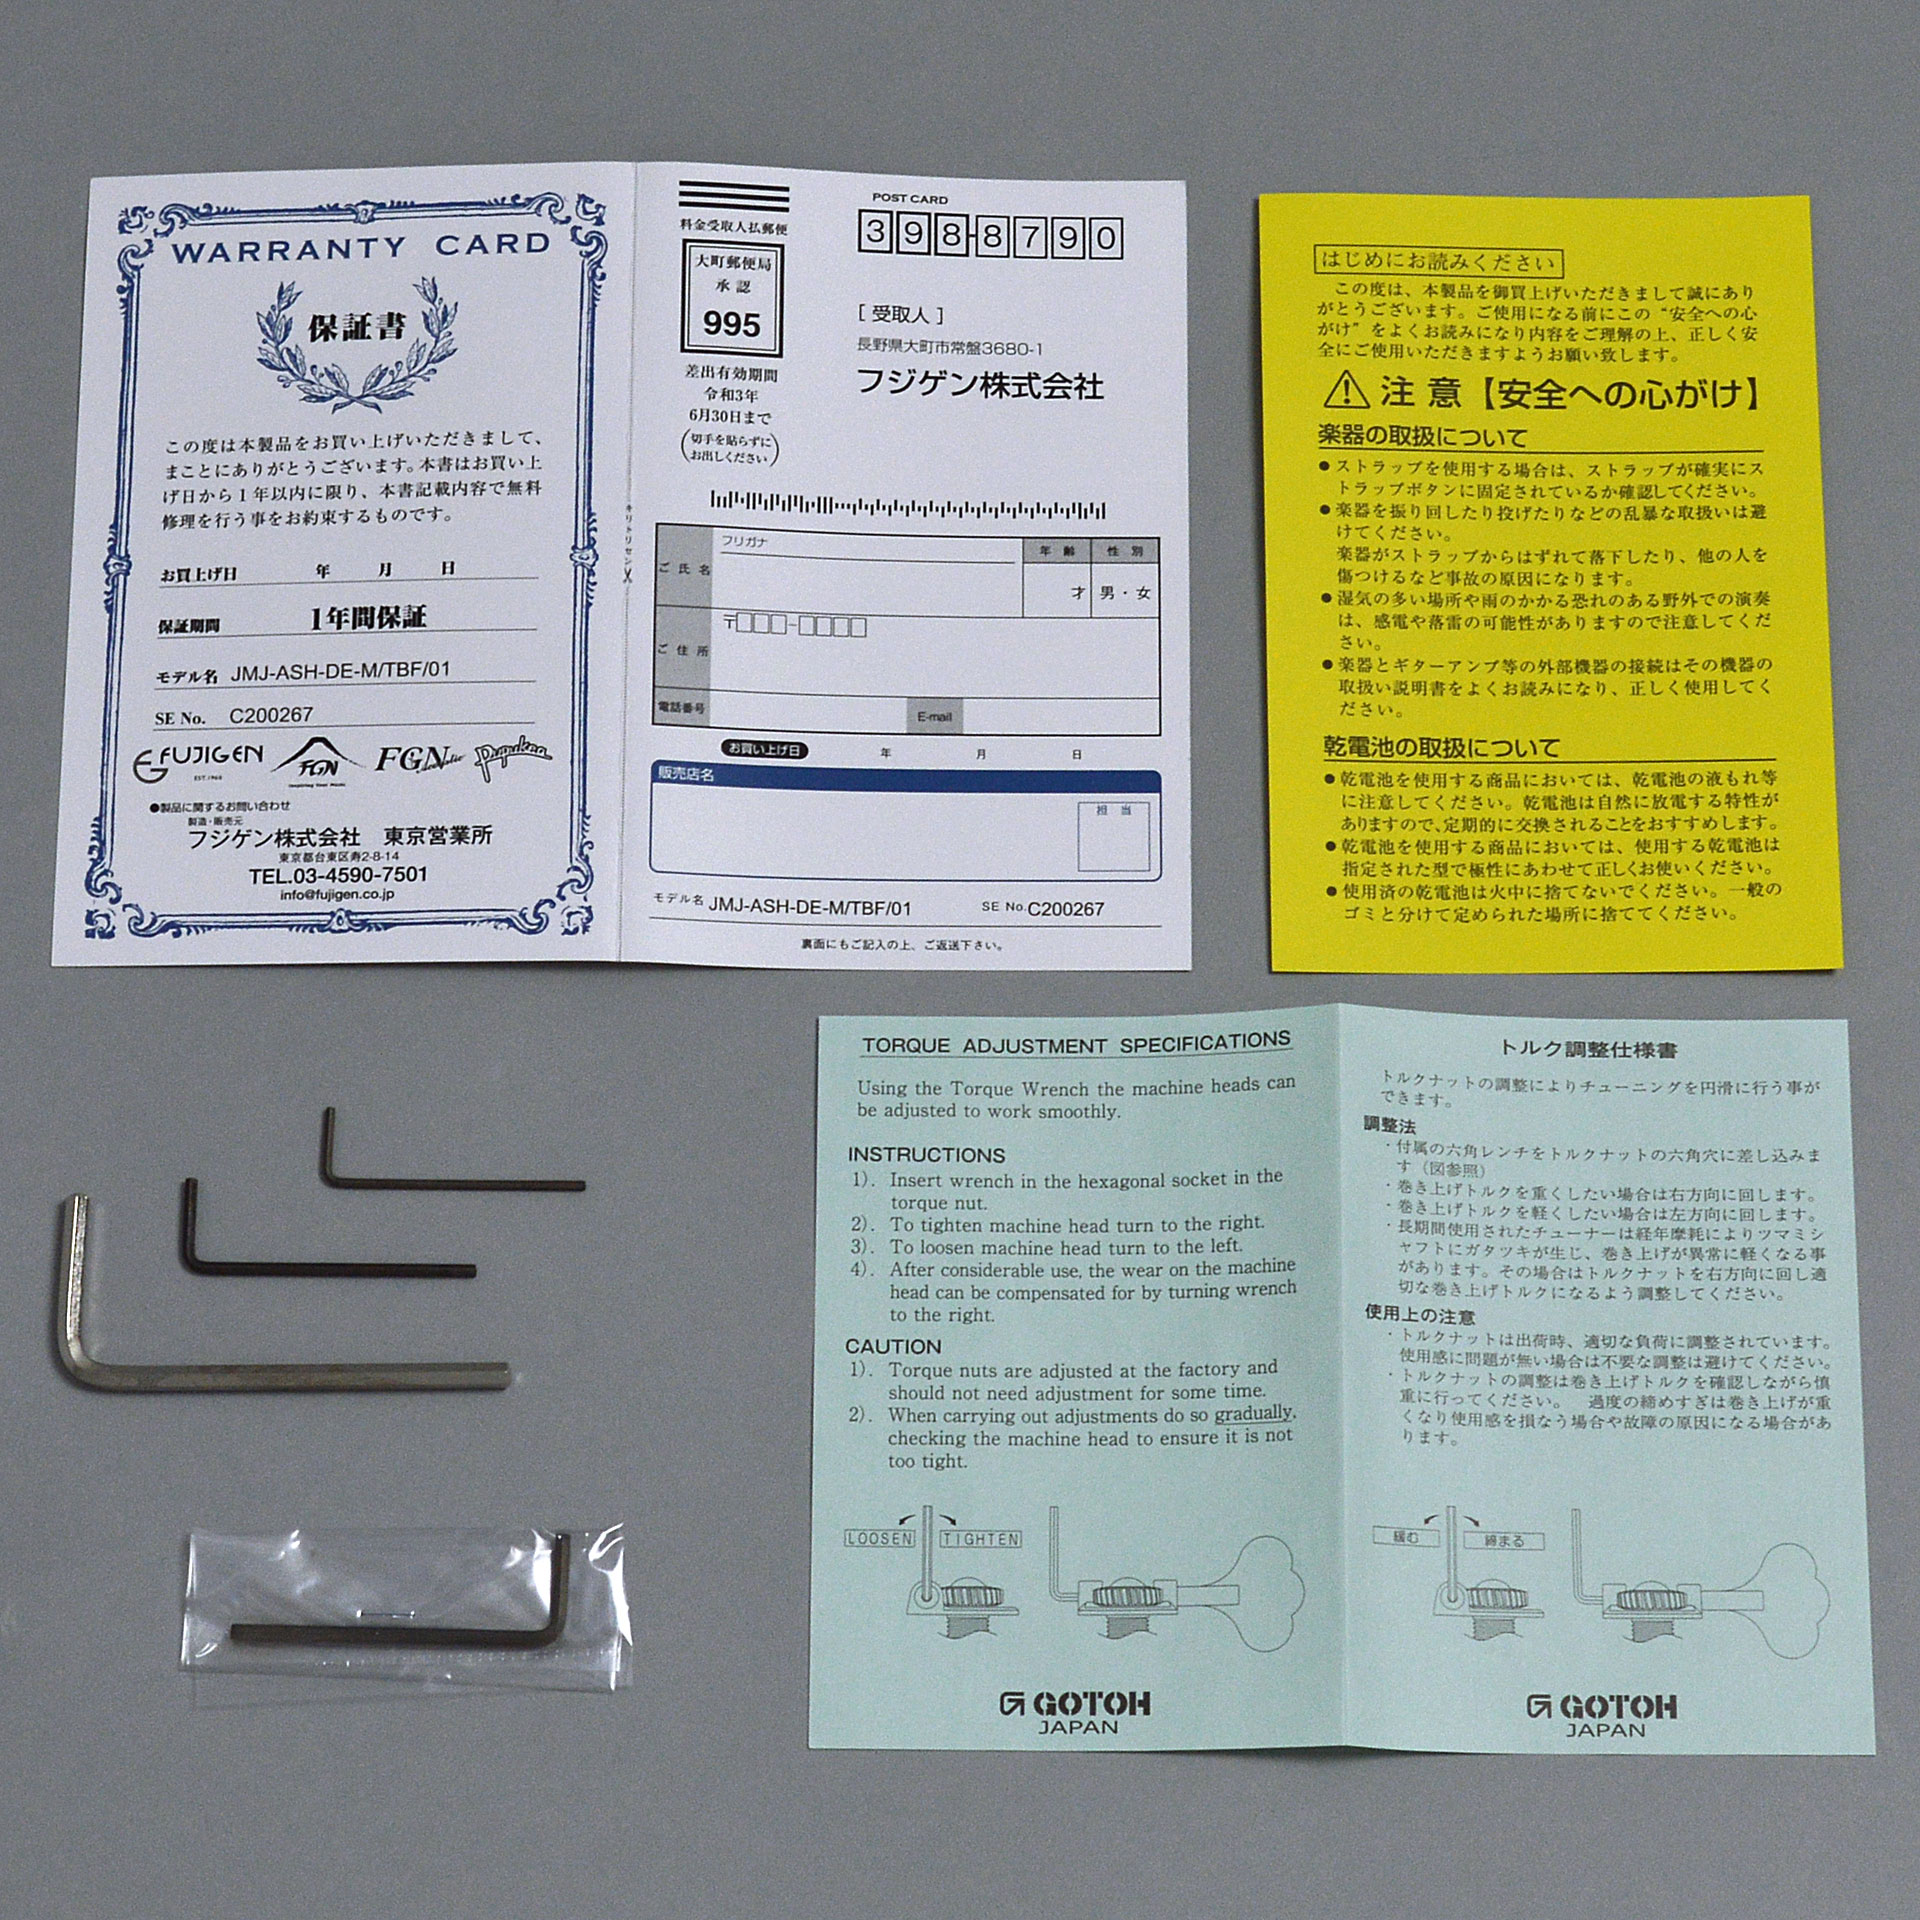 WARRANTY CARD
保証書
この度は本製品をお買い上げいただきまして、
まことにありがとうございます。本書はお買い上
げ日から1年以内に限り、本書記載内容で無料
修理を行う事をお約束するものです。
お買上げ日 年 月 日
保証期間 1年間保証
モデル名 JMJ-ASH-DE-M/TBF/01
SE No. C200267
FUJIGEN EST.1960 FGN Inspiring Your Music FGN Acoustic
●製品に関するお問い合わせ
製造・販売元
フジゲン株式会社 東京営業所
東京都台東区寿2-8-14
TEL.03-4590-7501
info@fujigen.co.jp
キリトリセン
料金受取人払郵便
大町郵便局
承認
995
差出有効期間
令和3年
6月30日まで
(切手を貼らずに
お出しください)
POST CARD
398-8790
[ 受取人 ]
長野県大町市常盤3680-1
フジゲン株式会社
フリガナ
ご氏名
年齢 性別
才 男・女
ご住所
〒
電話番号 E-mail
お買い上げ日 年 月 日
販売店名
担当
モデル名 JMJ-ASH-DE-M/TBF/01 SE No. C200267
裏面にもご記入の上、ご返送下さい。
はじめにお読みください
この度は、本製品を御買上げいただきまして誠にあり
がとうございます。ご使用になる前にこの“安全への心
がけ”をよくお読みになり内容をご理解の上、正しく安
全にご使用いただきますようお願い致します。
注意【安全への心がけ】
楽器の取扱について
●ストラップを使用する場合は、ストラップが確実にス
トラップボタンに固定されているか確認してください。
●楽器を振り回したり投げたりなどの乱暴な取扱いは避
けてください。
楽器がストラップからはずれて落下したり、他の人を
傷つけるなど事故の原因になります。
●湿気の多い場所や雨のかかる恐れのある野外での演奏
は、感電や落雷の可能性がありますので注意してくだ
さい。
●楽器とギターアンプ等の外部機器の接続はその機器の
取扱い説明書をよくお読みになり、正しく使用してく
ださい。
乾電池の取扱について
●乾電池を使用する商品においては、乾電池の液もれ等
に注意してください。乾電池は自然に放電する特性が
ありますので、定期的に交換されることをおすすめします。
●乾電池を使用する商品においては、使用する乾電池は
指定された型で極性にあわせて正しくお使いください。
●使用済の乾電池は火中に捨てないでください。一般の
ゴミと分けて定められた場所に捨ててください。
TORQUE ADJUSTMENT SPECIFICATIONS
Using the Torque Wrench the machine heads can
be adjusted to work smoothly.
INSTRUCTIONS
1). Insert wrench in the hexagonal socket in the
torque nut.
2). To tighten machine head turn to the right.
3). To loosen machine head turn to the left.
4). After considerable use, the wear on the machine
head can be compensated for by turning wrench
to the right.
CAUTION
1). Torque nuts are adjusted at the factory and
should not need adjustment for some time.
2). When carrying out adjustments do so gradually,
checking the machine head to ensure it is not
too tight.
LOOSEN TIGHTEN
GOTOH
JAPAN
トルク調整仕様書
トルクナットの調整によりチューニングを円滑に行う事が
できます。
調整法
・付属の六角レンチをトルクナットの六角穴に差し込みま
す（図参照）
・巻き上げトルクを重くしたい場合は右方向に回します。
・巻き上げトルクを軽くしたい場合は左方向に回します。
・長期間使用されたチューナーは経年摩耗によりツマミシ
ャフトにガタツキが生じ、巻き上げが異常に軽くなる事
があります。その場合はトルクナットを右方向に回し適
切な巻き上げトルクになるよう調整してください。
使用上の注意
・トルクナットは出荷時、適切な負荷に調整されています。
使用感に問題が無い場合は不要な調整は避けてください。
・トルクナットの調整は巻き上げトルクを確認しながら慎
重に行ってください。 過度の締めすぎは巻き上げが重
くなり使用感を損なう場合や故障の原因になる場合があ
ります。
緩む 締まる
GOTOH
JAPAN